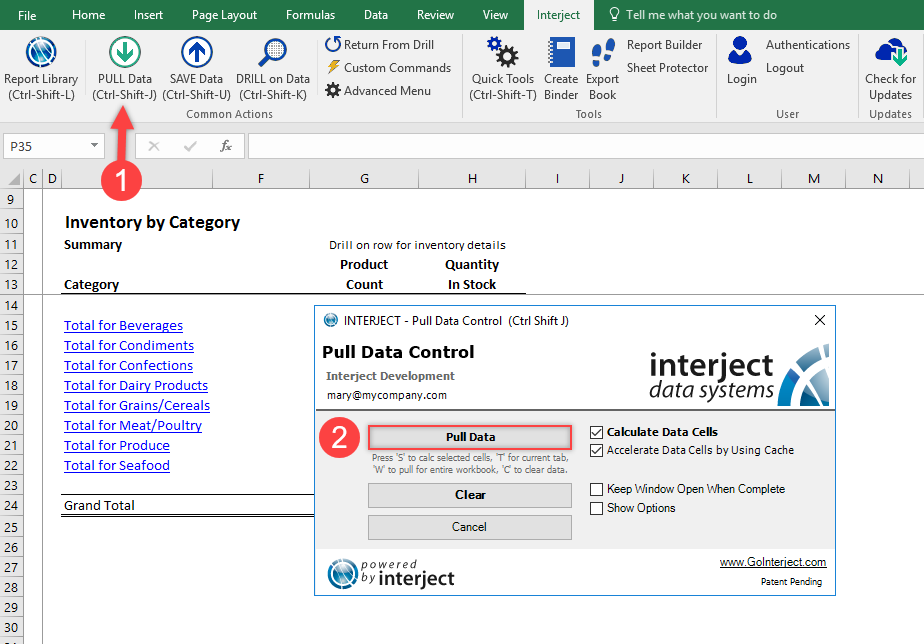 File Home Insert Page Layout Formulas Data Review View Interject Tell me what you want to do
Report Library (Ctrl-Shift-L)
PULL Data (Ctrl-Shift-J)
SAVE Data (Ctrl-Shift-U)
DRILL on Data (Ctrl-Shift-K)
Return From Drill
Custom Commands
Advanced Menu
Common Actions
Quick Tools (Ctrl-Shift-T)
Create Binder
Export Book
Report Builder
Sheet Protector
Tools
Login
Authentications
Logout
User
Check for Updates
Updates
P35 fx
1
C D F G H I J K L M N
9
10 Inventory by Category
11 Summary Drill on row for inventory details
12 Product Quantity
13 Category Count In Stock
14
15 Total for Beverages
16 Total for Condiments
17 Total for Confections
18 Total for Dairy Products
19 Total for Grains/Cereals
20 Total for Meat/Poultry
21 Total for Produce
22 Total for Seafood
23
24 Grand Total
25
26
27
28
29
30
INTERJECT - Pull Data Control (Ctrl Shift J)
Pull Data Control
Interject Development
mary@mycompany.com
interject
data systems
2
Pull Data
Press 'S' to calc selected cells, 'T' for current tab,
'W' to pull for entire workbook, 'C' to clear data.
Clear
Cancel
Calculate Data Cells
Accelerate Data Cells by Using Cache
Keep Window Open When Complete
Show Options
powered
by interject
www.GoInterject.com
Patent Pending